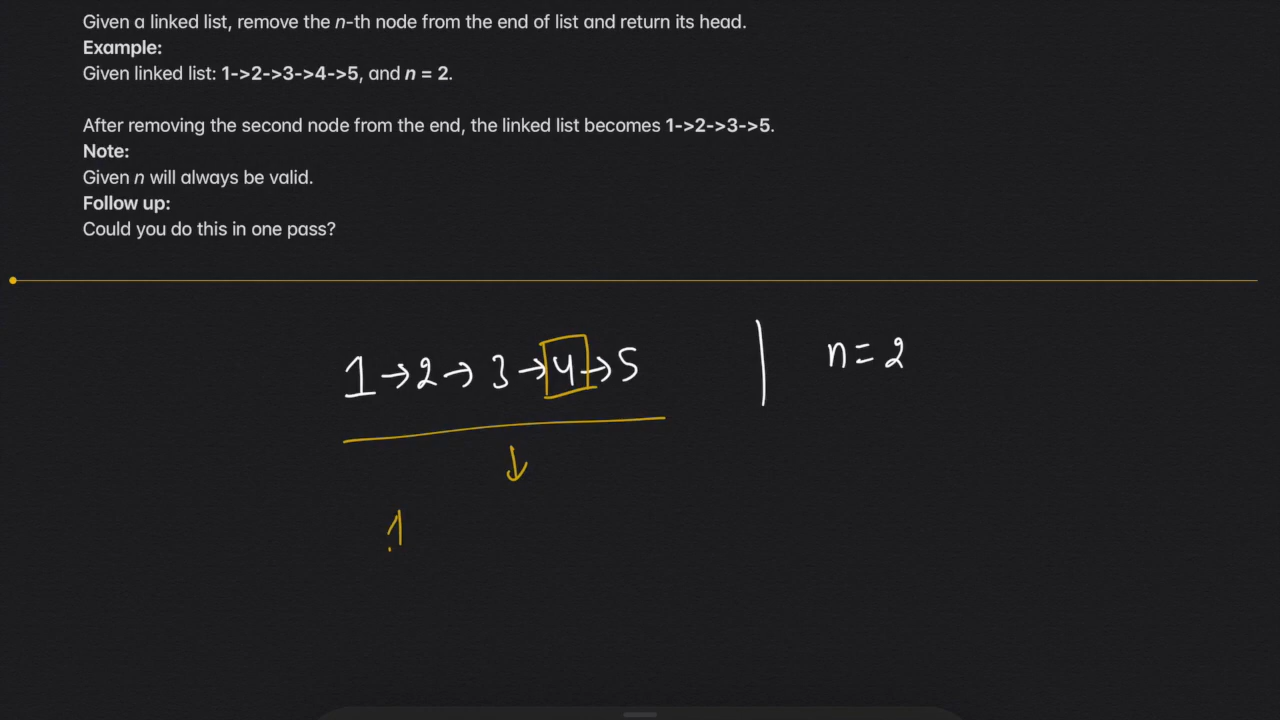 Given a linked list, remove the n-th node from the end of list and return its head.
Example:
Given linked list: 1->2->3->4->5, and n = 2.
After removing the second node from the end, the linked list becomes 1->2->3->5.
Note:
Given n will always be valid.
Follow up:
Could you do this in one pass?
1→2→3→4→5 | n=2
↓
1